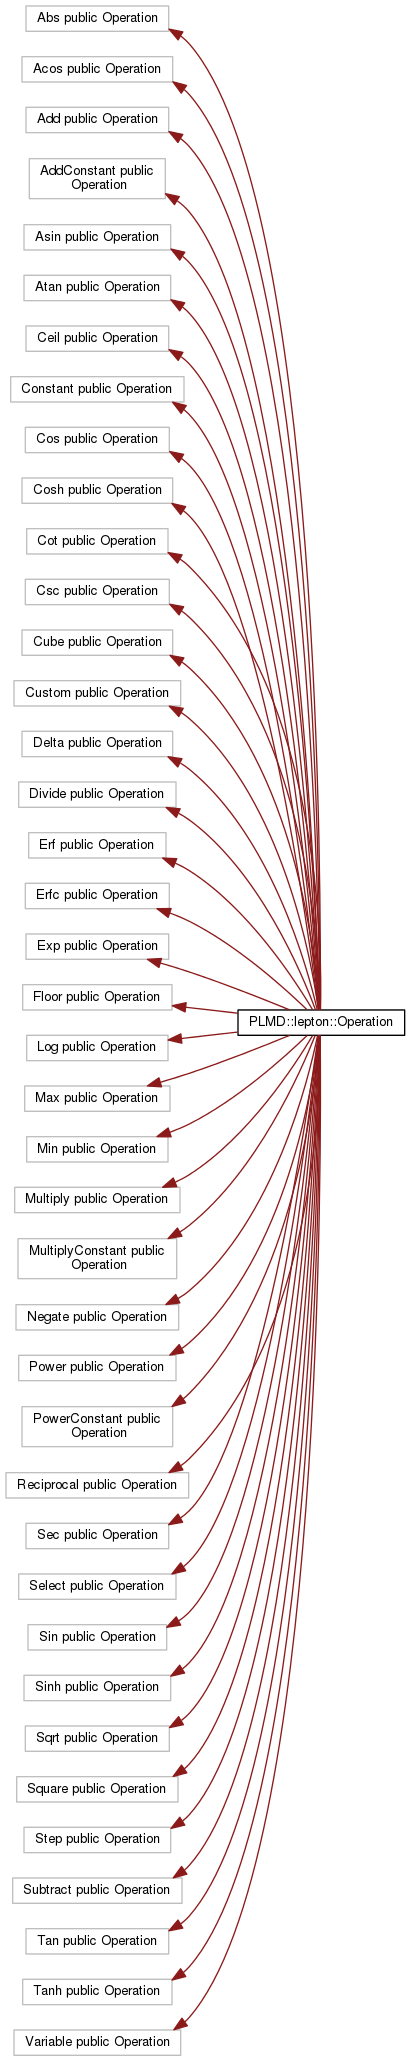 Abs public Operation
Acos public Operation
Add public Operation
AddConstant public
Operation
Asin public Operation
Atan public Operation
Ceil public Operation
Constant public Operation
Cos public Operation
Cosh public Operation
Cot public Operation
Csc public Operation
Cube public Operation
Custom public Operation
Delta public Operation
Divide public Operation
Erf public Operation
Erfc public Operation
Exp public Operation
Floor public Operation
PLMD::lepton::Operation
Log public Operation
Max public Operation
Min public Operation
Multiply public Operation
MultiplyConstant public
Operation
Negate public Operation
Power public Operation
PowerConstant public
Operation
Reciprocal public Operation
Sec public Operation
Select public Operation
Sin public Operation
Sinh public Operation
Sqrt public Operation
Square public Operation
Step public Operation
Subtract public Operation
Tan public Operation
Tanh public Operation
Variable public Operation